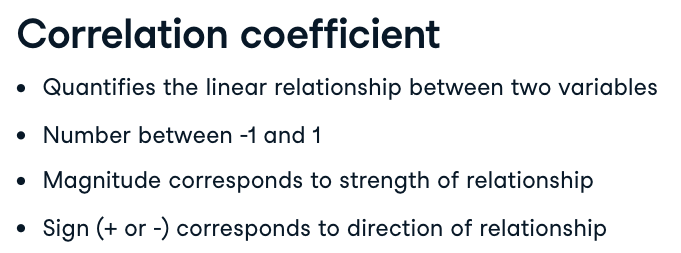 Correlation coefficient
• Quantifies the linear relationship between two variables
• Number between -1 and 1
• Magnitude corresponds to strength of relationship
• Sign (+ or -) corresponds to direction of relationship